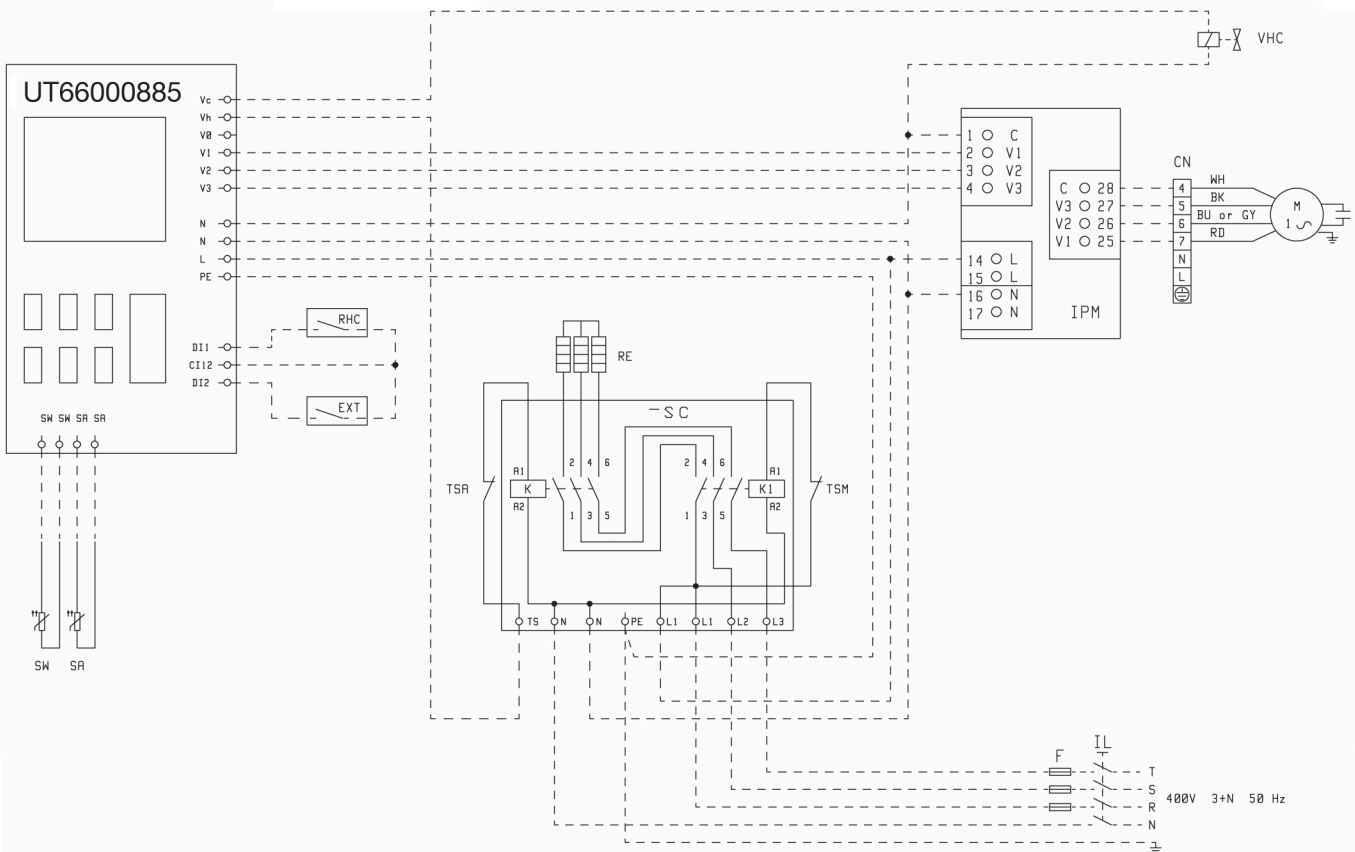 VHC
UT66000885
Vc
Vh
V0
V1
V2
V3
N
N
L
PE
DI1
CI12
DI2
SW SW SA SA
SW
SA
RHC
EXT
1 C
2 V1
3 V2
4 V3
C 28
V3 27
V2 26
V1 25
14 L
15 L
16 N
17 N
IPM
CN
4
5
6
7
N
L
WH
BK
BU or GY
RD
M
1
RE
-SC
2 4 6
2 4 6
A1
K
A2
A1
K1
A2
1 3 5
1 3 5
TSA
TSM
TS
N
N
PE
L1
L1
L2
L3
F
IL
T
S
R
N
400V 3+N 50 Hz